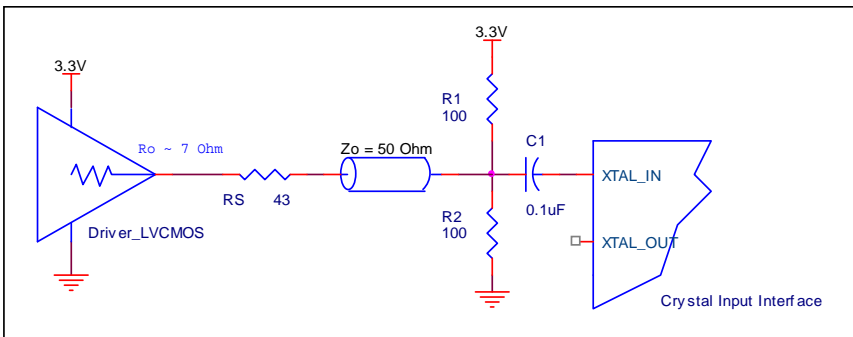 3.3V
Ro ~ 7 Ohm
RS 43
Driver_LVCMOS
Zo = 50 Ohm
3.3V
R1
100
R2
100
C1
0.1uF
XTAL_IN
XTAL_OUT
Crystal Input Interface